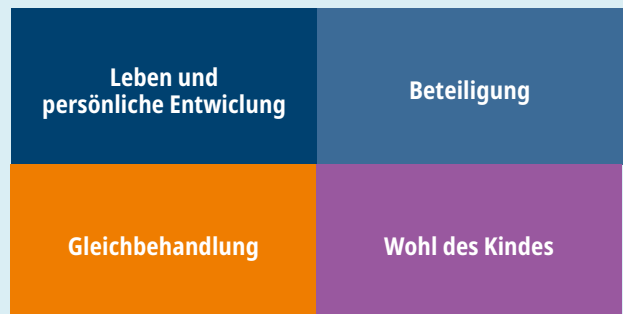 Leben und
persönliche Entwiclung
Beteiligung
Gleichbehandlung
Wohl des Kindes